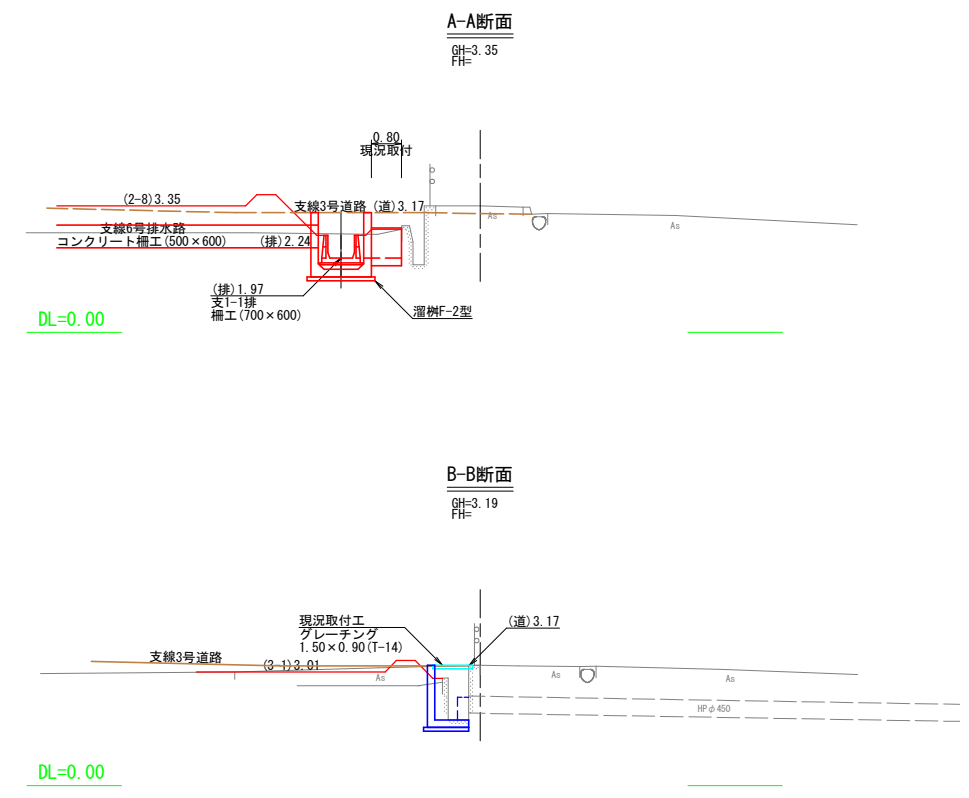 A-A断面
GH=3.35
FH=
0.80
現況取付
(2-8)3.35
支線3号道路 (道)3.17
As
As
支線6号排水路
コンクリート柵工(500×600)
(排)2.24
(排)1.97
支1-1排
柵工(700×600)
溜桝F-2型
DL=0.00
B-B断面
GH=3.19
FH=
現況取付工
グレーチング
1.50×0.90(T-14)
(道)3.17
支線3号道路
(3-1)3.01
As
As
As
HPφ450
DL=0.00